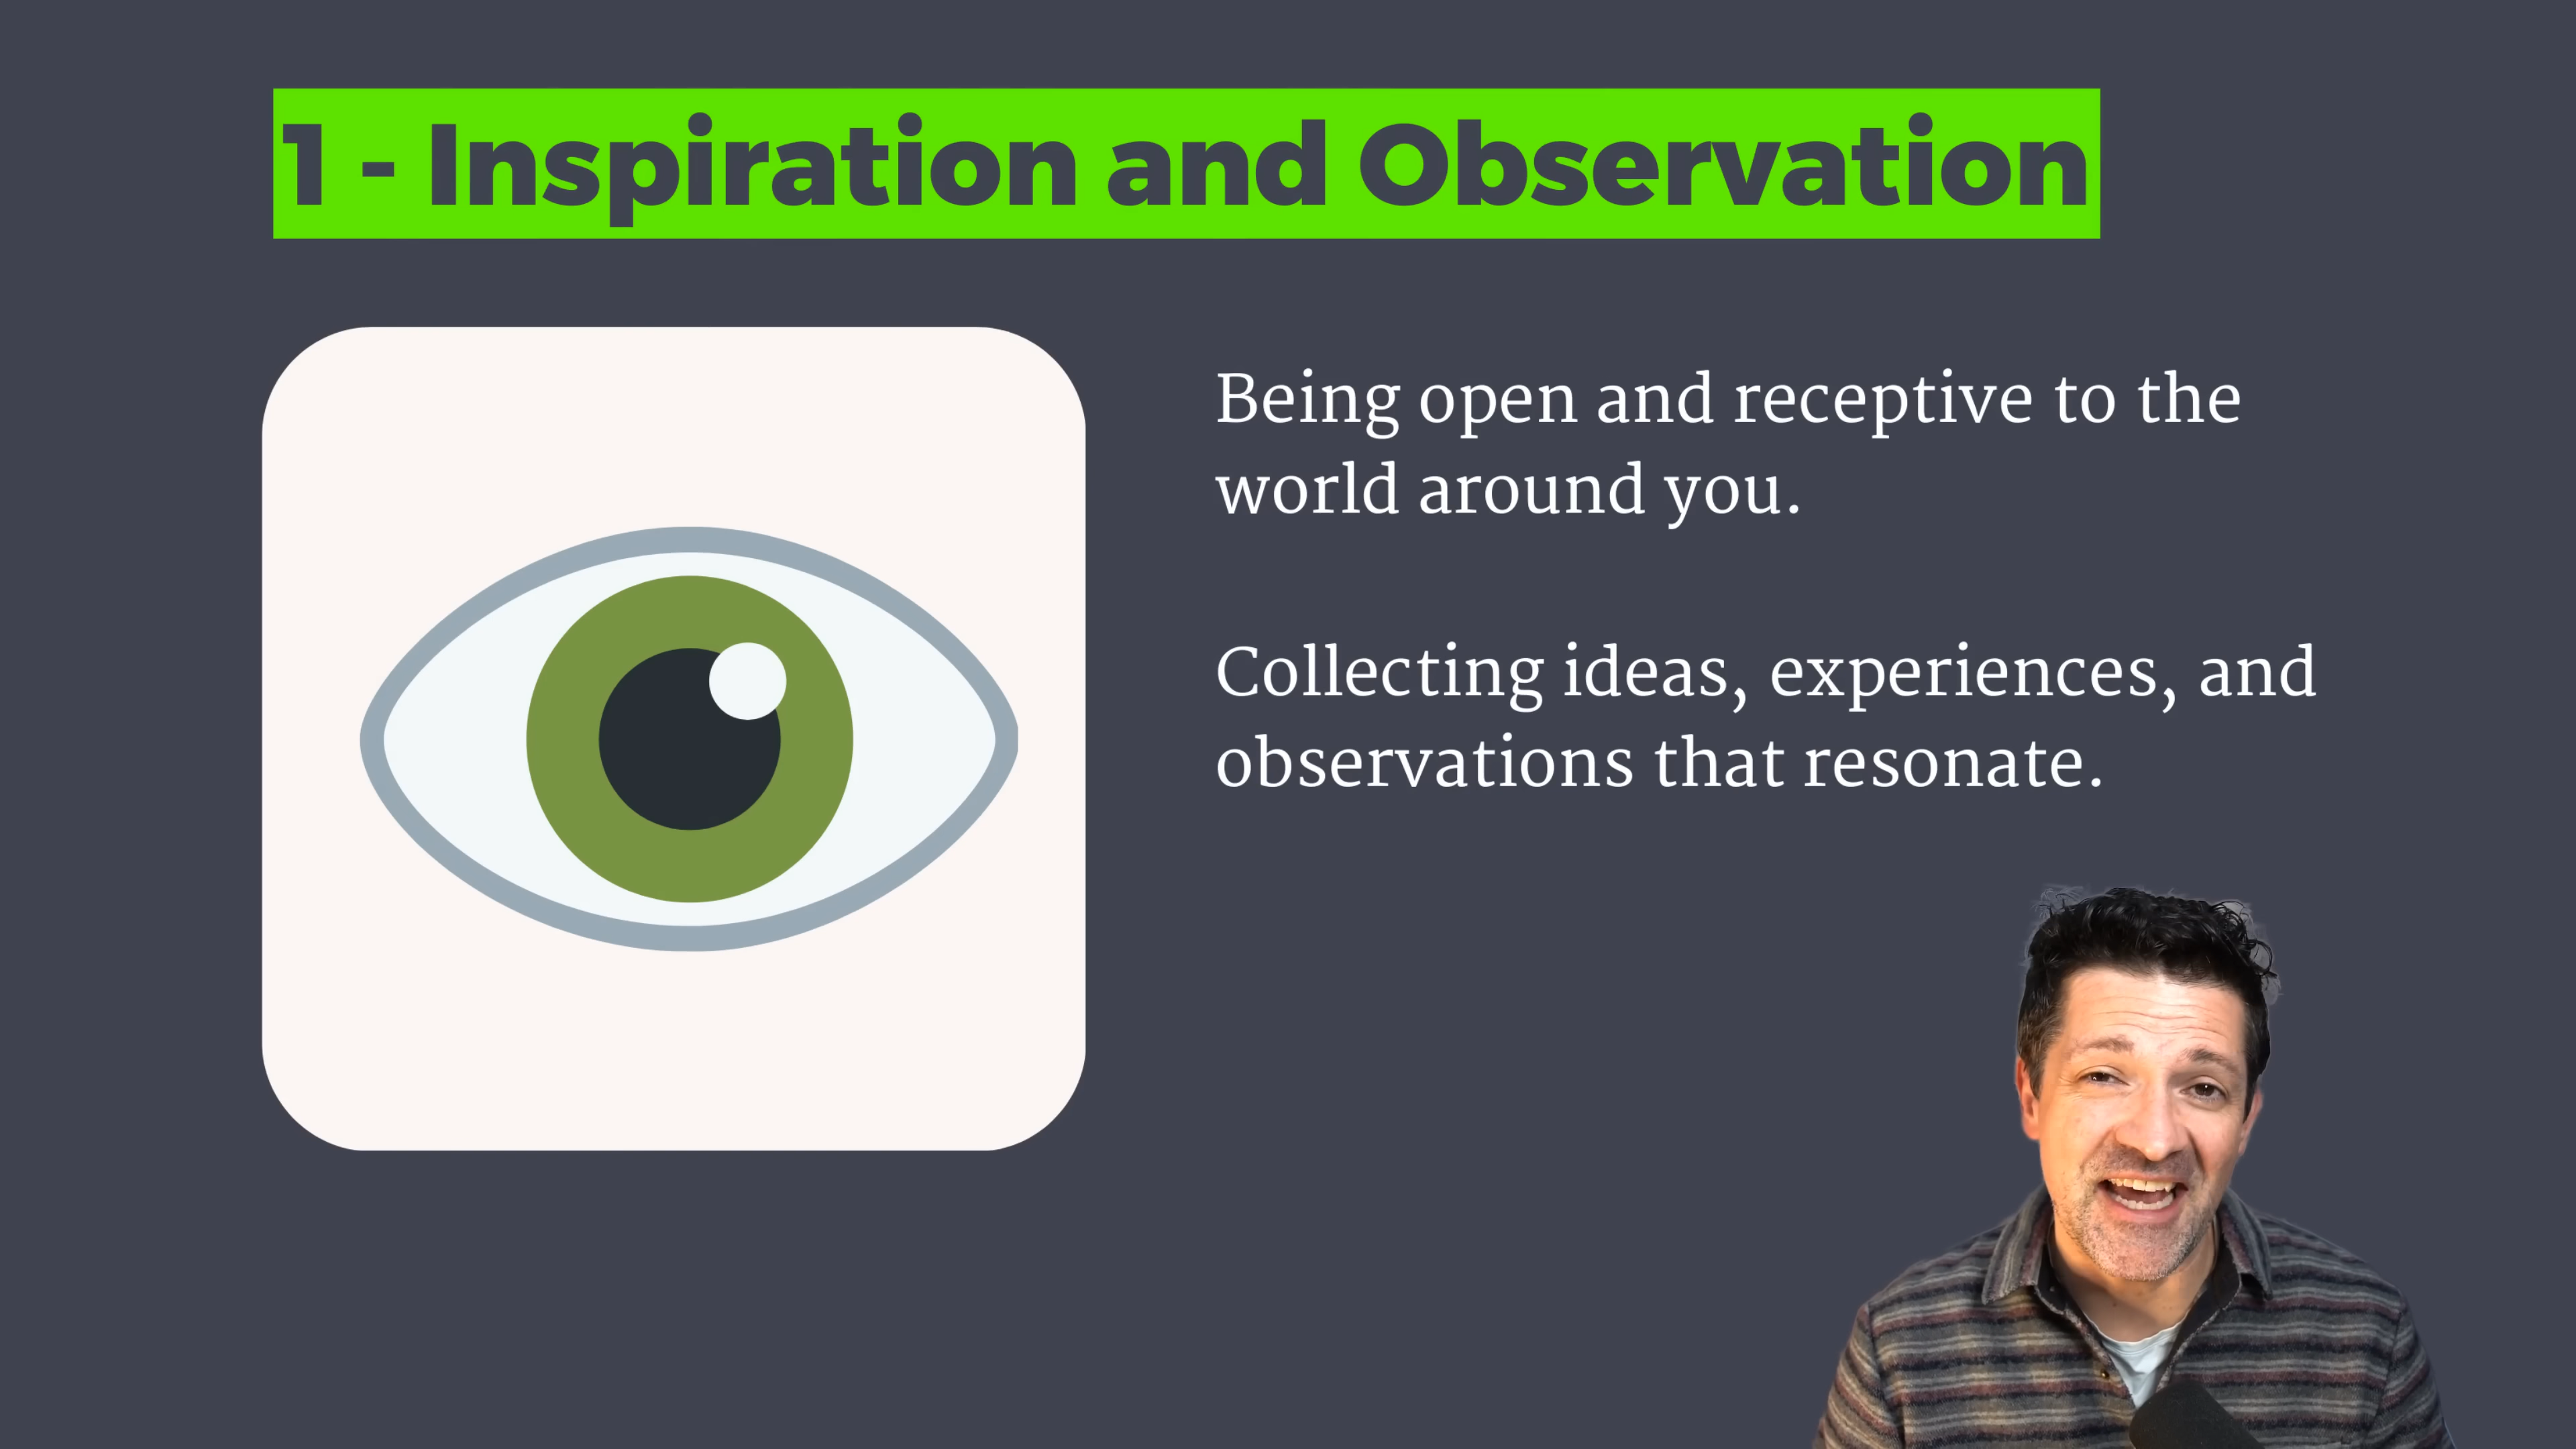 1 - Inspiration and Observation
Being open and receptive to the
world around you.
Collecting ideas, experiences, and
observations that resonate.